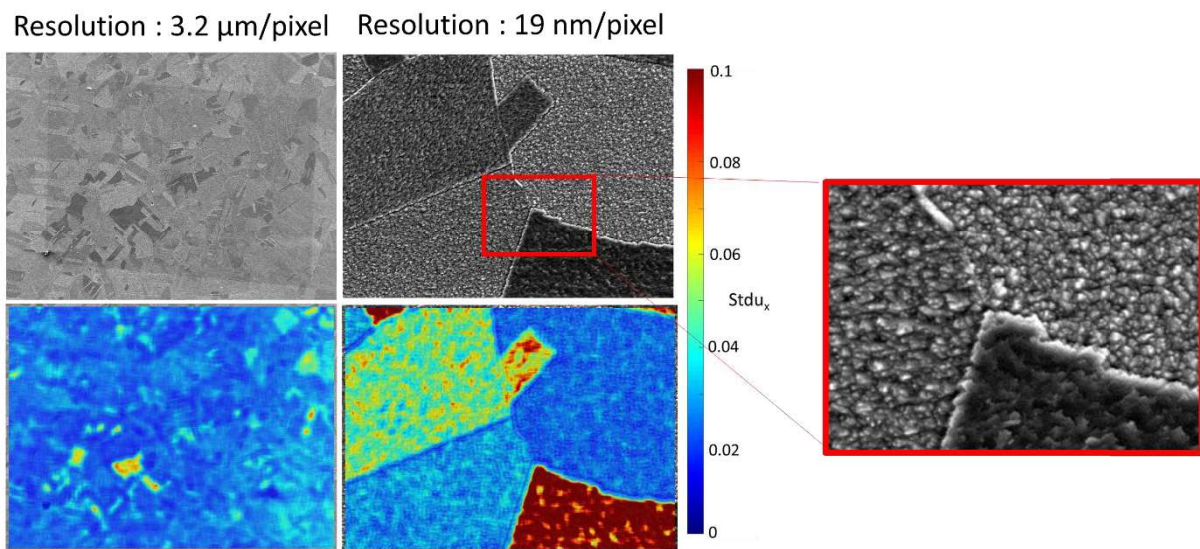 Resolution : 3.2 µm/pixel
Resolution : 19 nm/pixel
0.1
0.08
0.06
Stdux
0.04
0.02
0